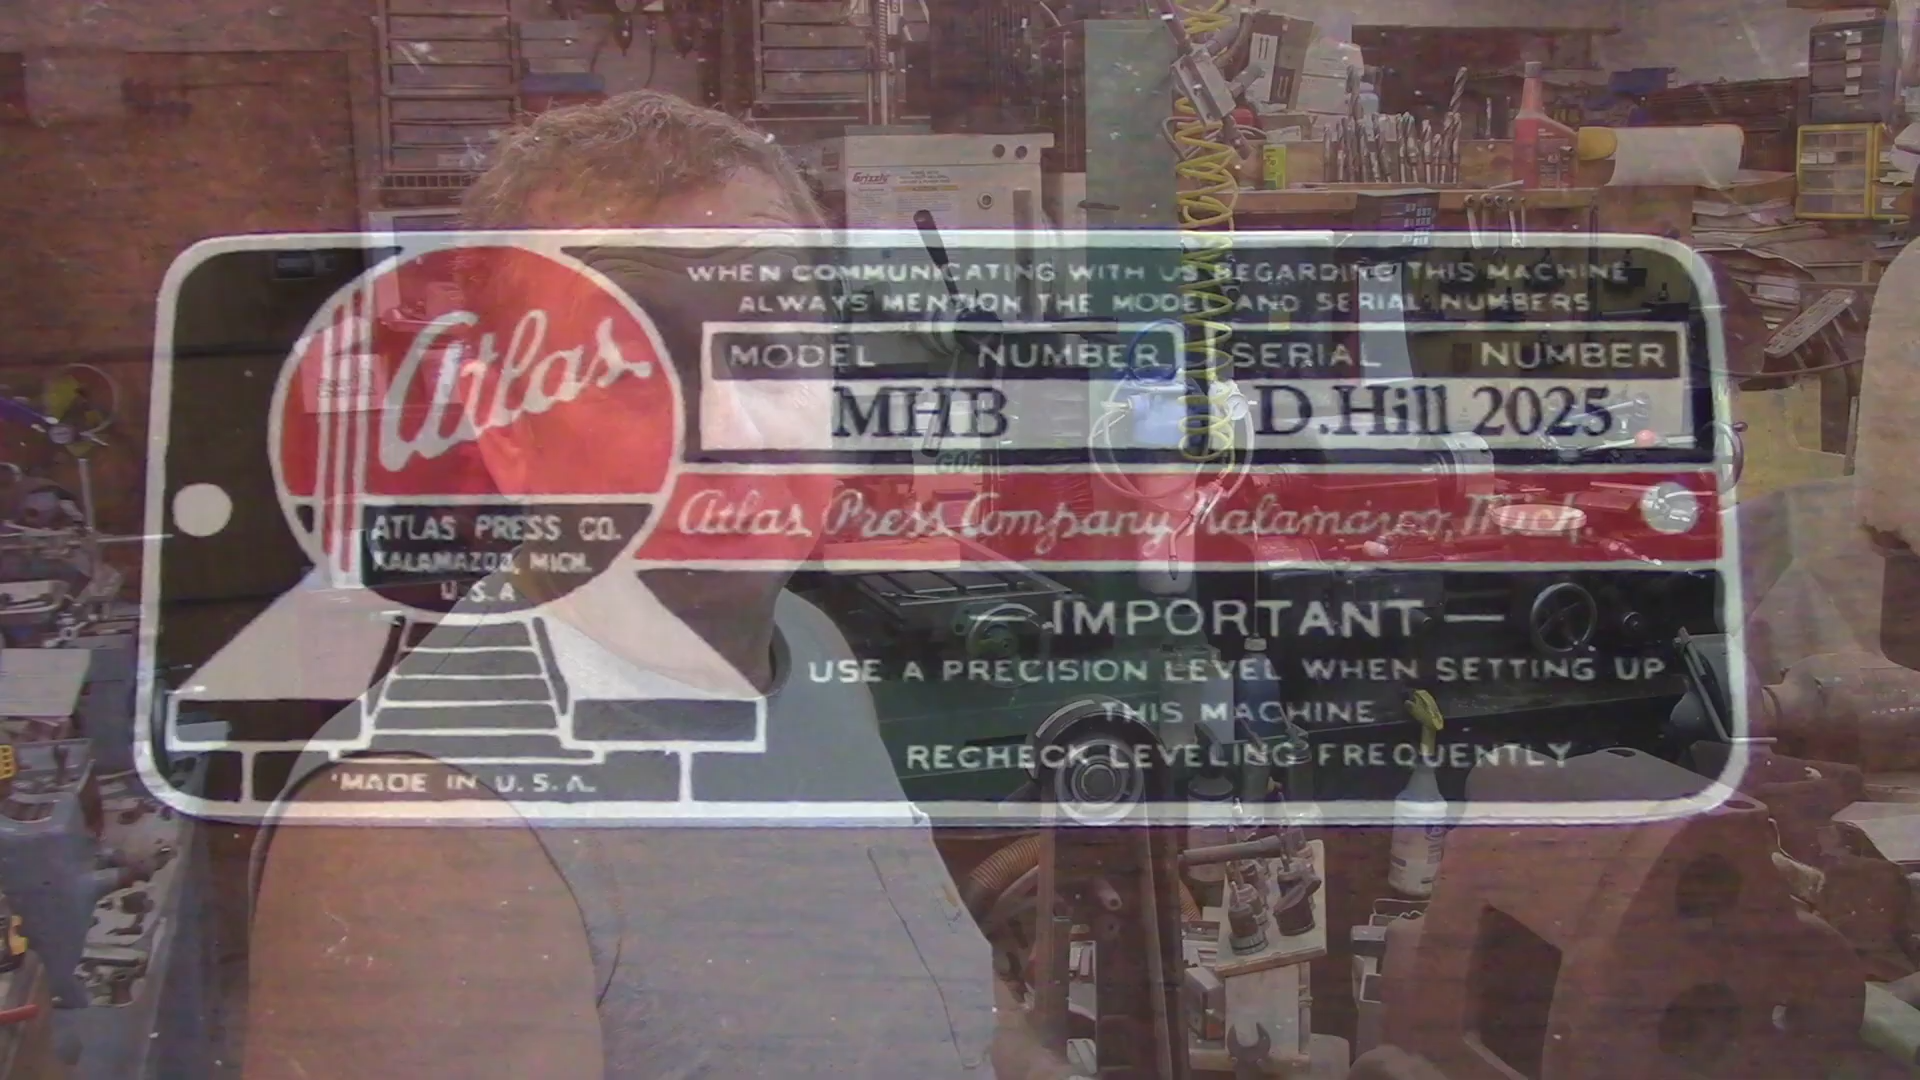 Grizzly
WHEN COMMUNICATING WITH US REGARDING THIS MACHINE
ALWAYS MENTION THE MODEL AND SERIAL NUMBERS
Atlas
MODEL NUMBER SERIAL NUMBER
MHB D.Hill 2025
Atlas Press Company Kalamazoo, Mich.
ATLAS PRESS CO.
KALAMAZOO, MICH.
U.S.A
— IMPORTANT —
USE A PRECISION LEVEL WHEN SETTING UP
THIS MACHINE
RECHECK LEVELING FREQUENTLY
MADE IN U.S.A.